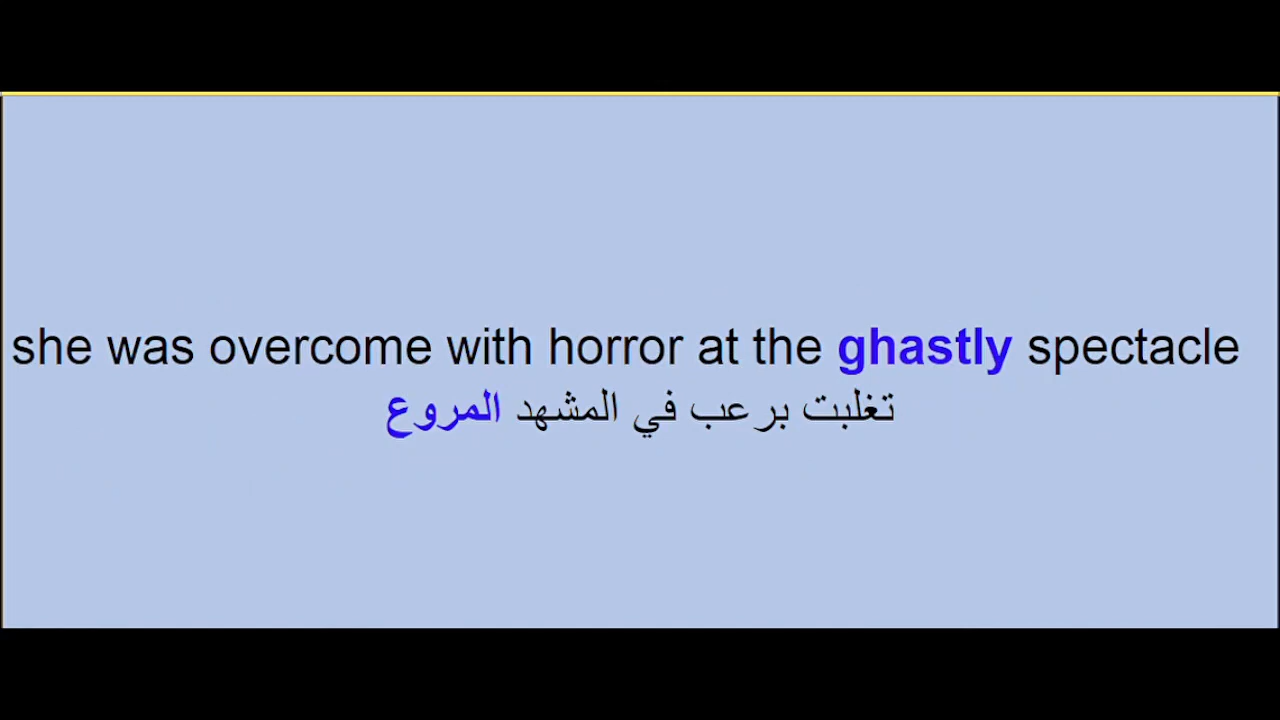 she was overcome with horror at the ghastly spectacle
تغلبت برعب في المشهد المروع